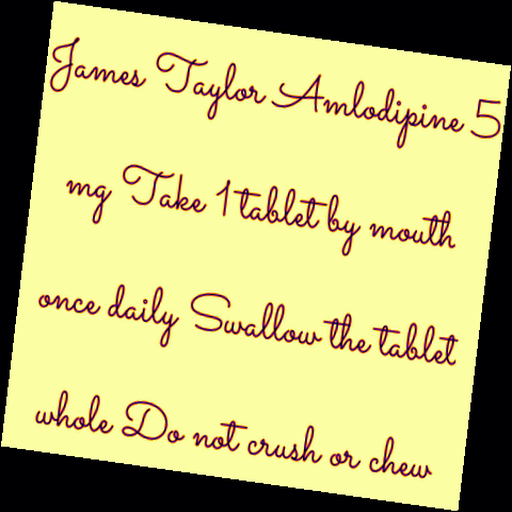 James Taylor Amlodipine 5
mg Take 1 tablet by mouth
once daily Swallow the tablet
whole Do not crush or chew